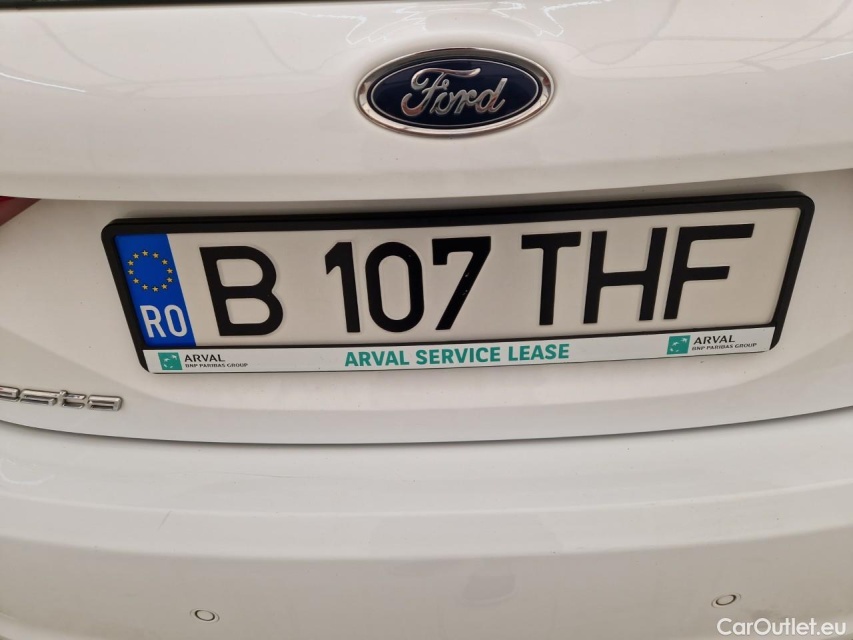 Ford
RO B 107 THF
ARVAL
BNP PARIBAS GROUP
ARVAL SERVICE LEASE
ARVAL
BNP PARIBAS GROUP
CarOutlet.eu